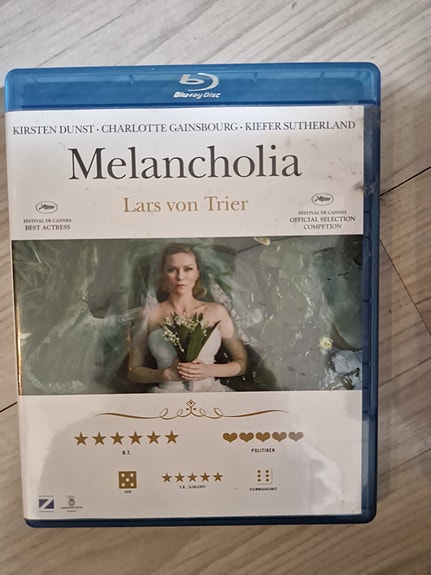 Blu-ray Disc
KIRSTEN DUNST · CHARLOTTE GAINSBOURG · KIEFER SUTHERLAND
Melancholia
Lars von Trier
FESTIVAL DE CANNES
BEST ACTRESS
FESTIVAL DE CANNES
OFFICIAL SELECTION
COMPETION
B.T.
POLITIKEN
FILMMAGASINET